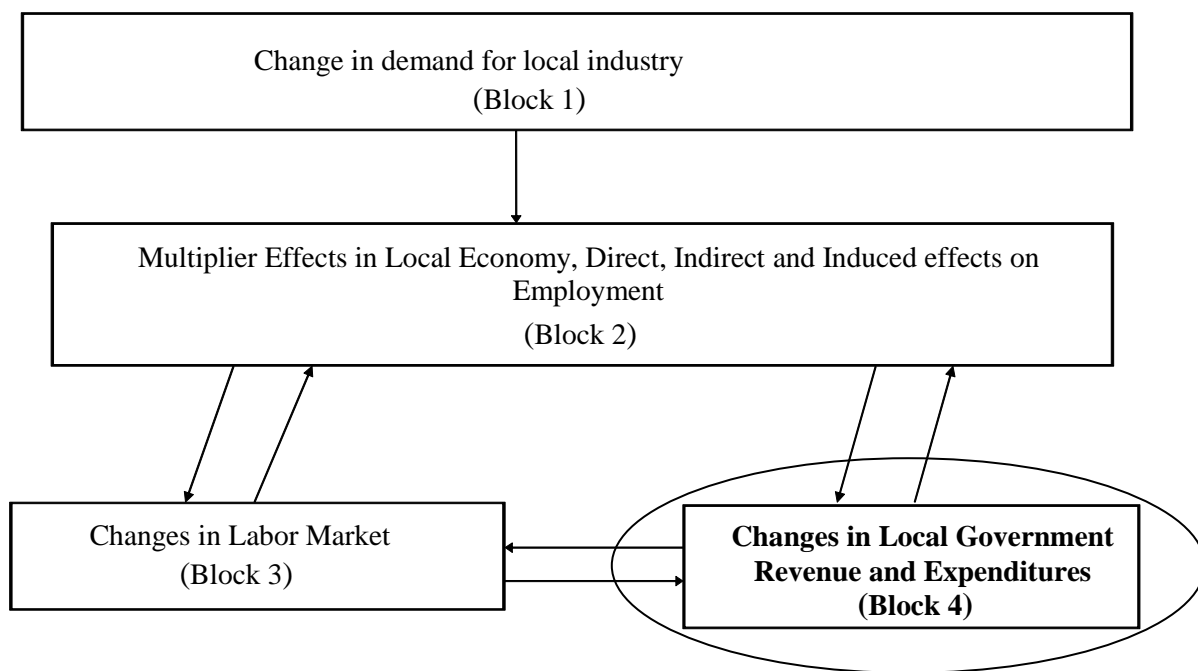 Change in demand for local industry
(Block 1)
Multiplier Effects in Local Economy, Direct, Indirect and Induced effects on
Employment
(Block 2)
Changes in Labor Market
(Block 3)
Changes in Local Government
Revenue and Expenditures
(Block 4)